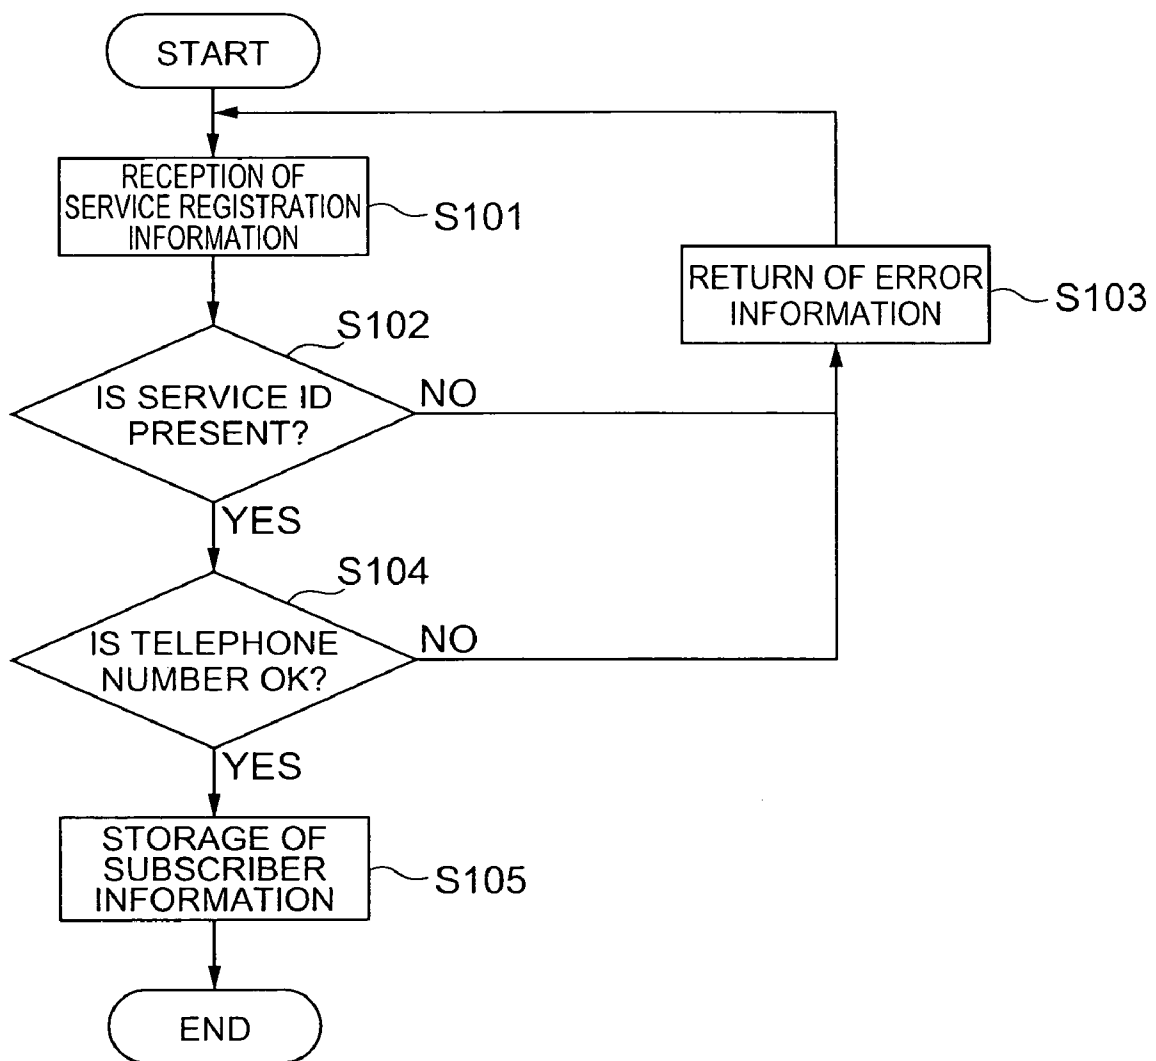 START
RECEPTION OF
SERVICE REGISTRATION
INFORMATION
S101
RETURN OF ERROR
INFORMATION
S103
S102
IS SERVICE ID
PRESENT?
NO
YES
S104
IS TELEPHONE
NUMBER OK?
NO
YES
STORAGE OF
SUBSCRIBER
INFORMATION
S105
END